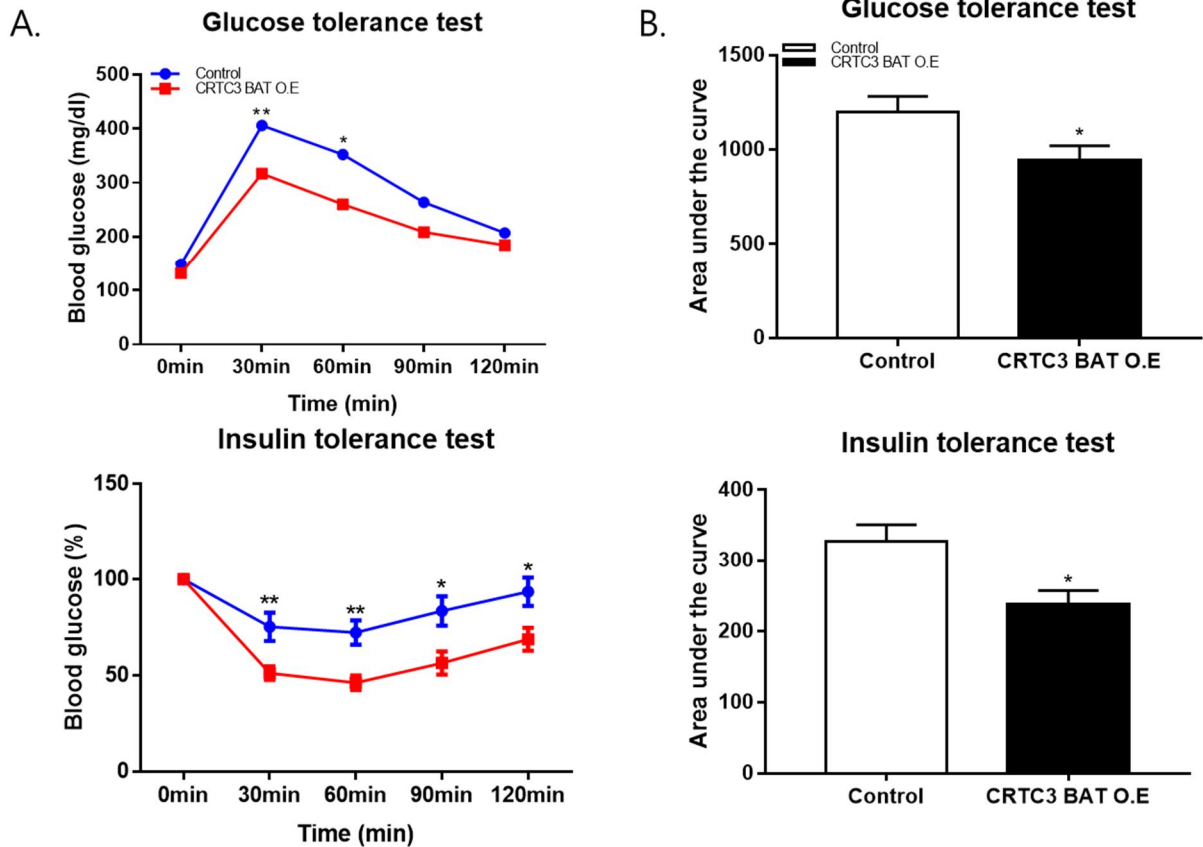 A.
Glucose tolerance test
Control
CRTC3 BAT O.E
Blood glucose (mg/dl)
500
400
300
200
100
0
**
*
0min 30min 60min 90min 120min
Time (min)
Insulin tolerance test
Blood glucose (%)
150
100
50
0
**
**
*
*
0min 30min 60min 90min 120min
Time (min)
B.
Glucose tolerance test
Control
CRTC3 BAT O.E
Area under the curve
1500
1000
500
0
*
Control CRTC3 BAT O.E
Insulin tolerance test
Area under the curve
400
300
200
100
0
*
Control CRTC3 BAT O.E